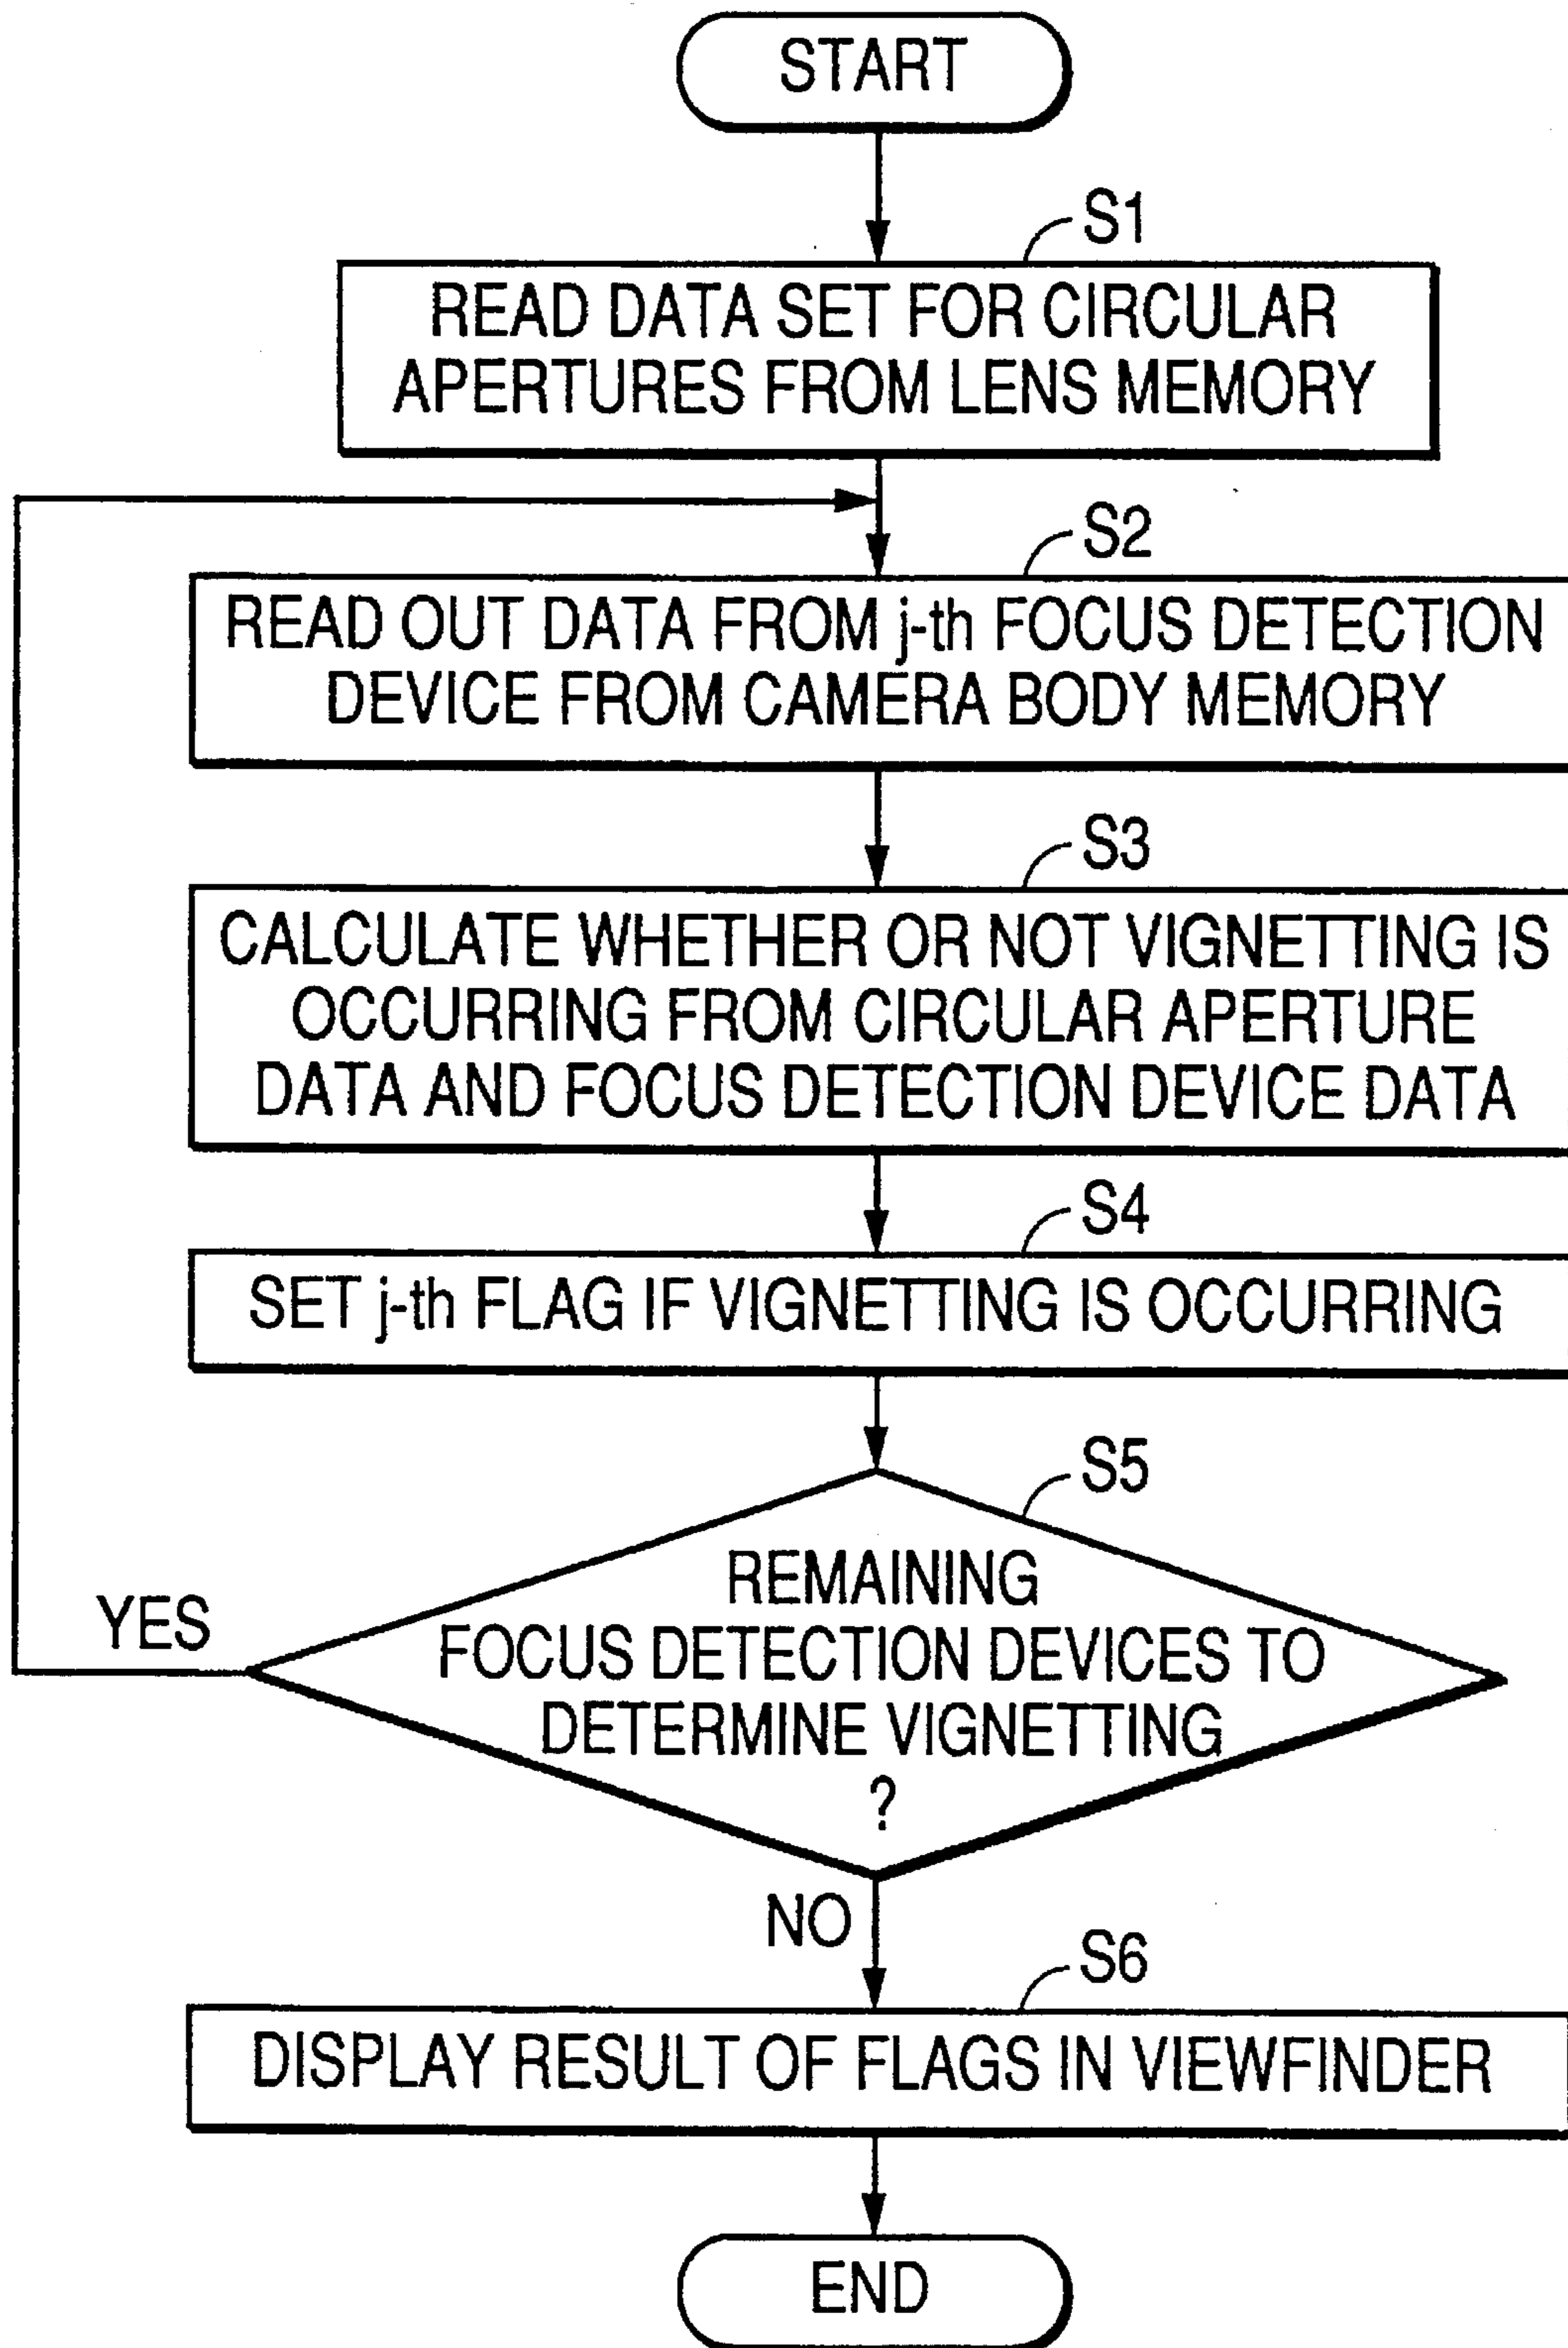 START
S1
READ DATA SET FOR CIRCULAR
APERTURES FROM LENS MEMORY
S2
READ OUT DATA FROM j-th FOCUS DETECTION
DEVICE FROM CAMERA BODY MEMORY
S3
CALCULATE WHETHER OR NOT VIGNETTING IS
OCCURRING FROM CIRCULAR APERTURE
DATA AND FOCUS DETECTION DEVICE DATA
S4
SET j-th FLAG IF VIGNETTING IS OCCURRING
S5
REMAINING
FOCUS DETECTION DEVICES TO
DETERMINE VIGNETTING
?
YES
NO
S6
DISPLAY RESULT OF FLAGS IN VIEWFINDER
END